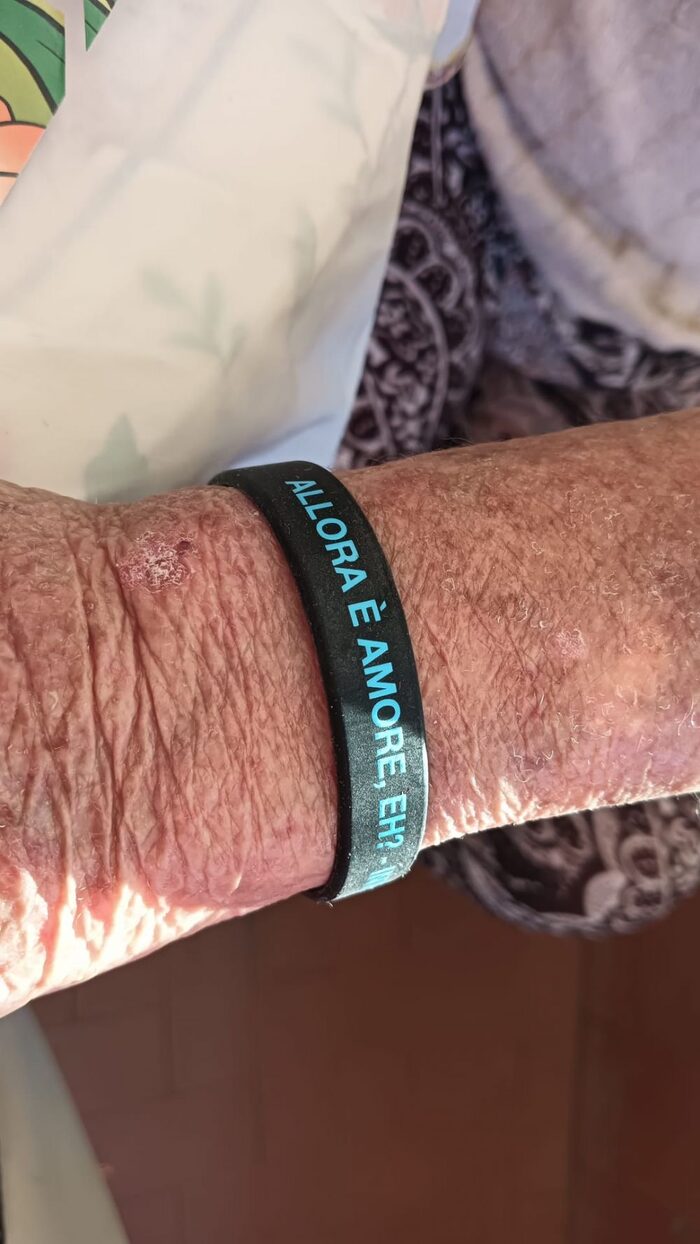 ALLORA È AMORE, EH? -